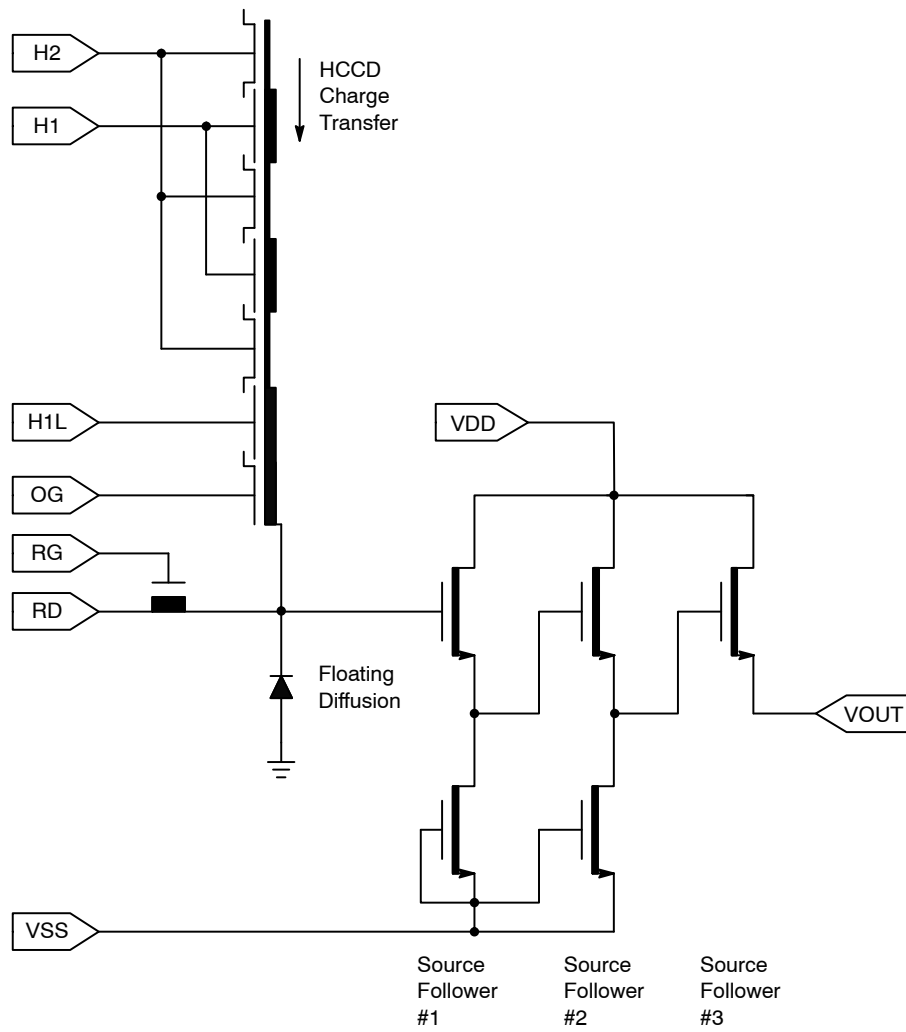 H2
HCCD
Charge
Transfer
H1
H1L
VDD
OG
RG
RD
Floating
Diffusion
VOUT
VSS
Source
Follower
#1
Source
Follower
#2
Source
Follower
#3